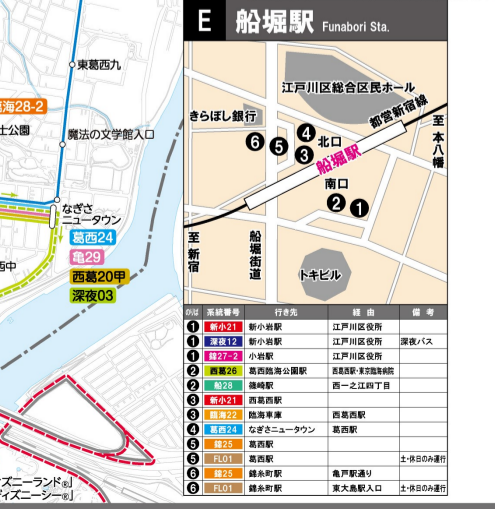 東葛西九
海28-2
士公園
魔法の文学館入口
なぎさ
ニュータウン
葛西24
亀29
西葛20甲
深夜03
西中
ズニーランド®」
ィズニーシー®」
E 船堀駅 Funabori Sta.
江戸川区総合区民ホール
きらぼし銀行
都営新宿線
至本八幡
北口
船堀駅
南口
6 5 4 3
2 1
至新宿
船堀街道
トキビル
のりば 系統番号 行き先 経由 備考
1 新小21 新小岩駅 江戸川区役所
1 深夜12 新小岩駅 江戸川区役所 深夜バス
1 錦27-2 小岩駅 江戸川区役所
2 西葛26 葛西臨海公園駅 西葛西駅・東京臨海病院
2 船28 篠崎駅 西一之江四丁目
3 新小21 西葛西駅
3 臨海22 臨海車庫 西葛西駅
4 葛西24 なぎさニュータウン 葛西駅
5 錦25 葛西駅
5 FL01 葛西駅 土・休日のみ運行
6 錦25 錦糸町駅 亀戸駅通り
6 FL01 錦糸町駅 東大島駅入口 土・休日のみ運行